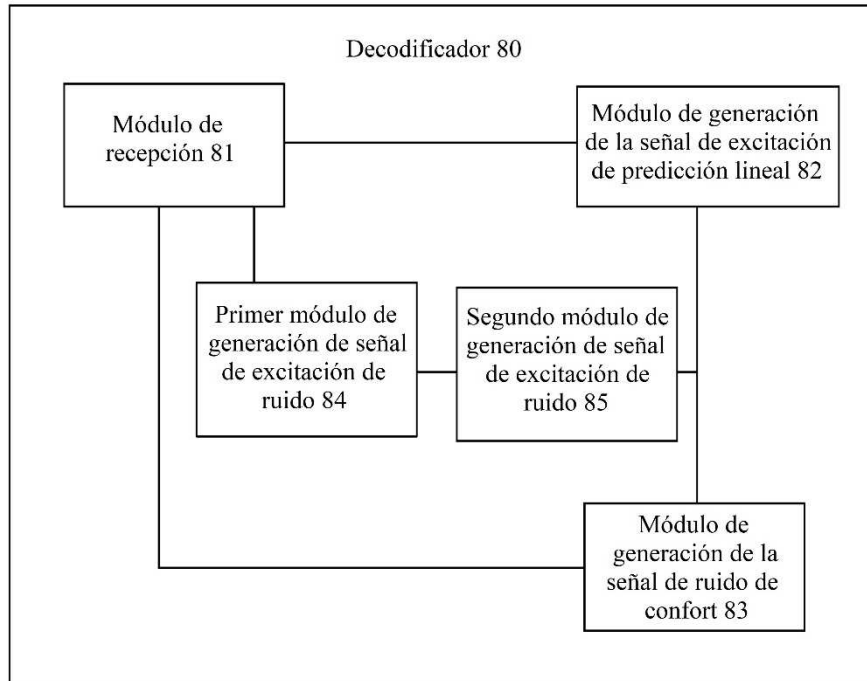 Decodificador 80
Módulo de
recepción 81
Módulo de generación
de la señal de excitación
de predicción lineal 82
Primer módulo de
generación de señal
de excitación de
ruido 84
Segundo módulo de
generación de señal
de excitación de
ruido 85
Módulo de
generación de la
señal de ruido de
confort 83